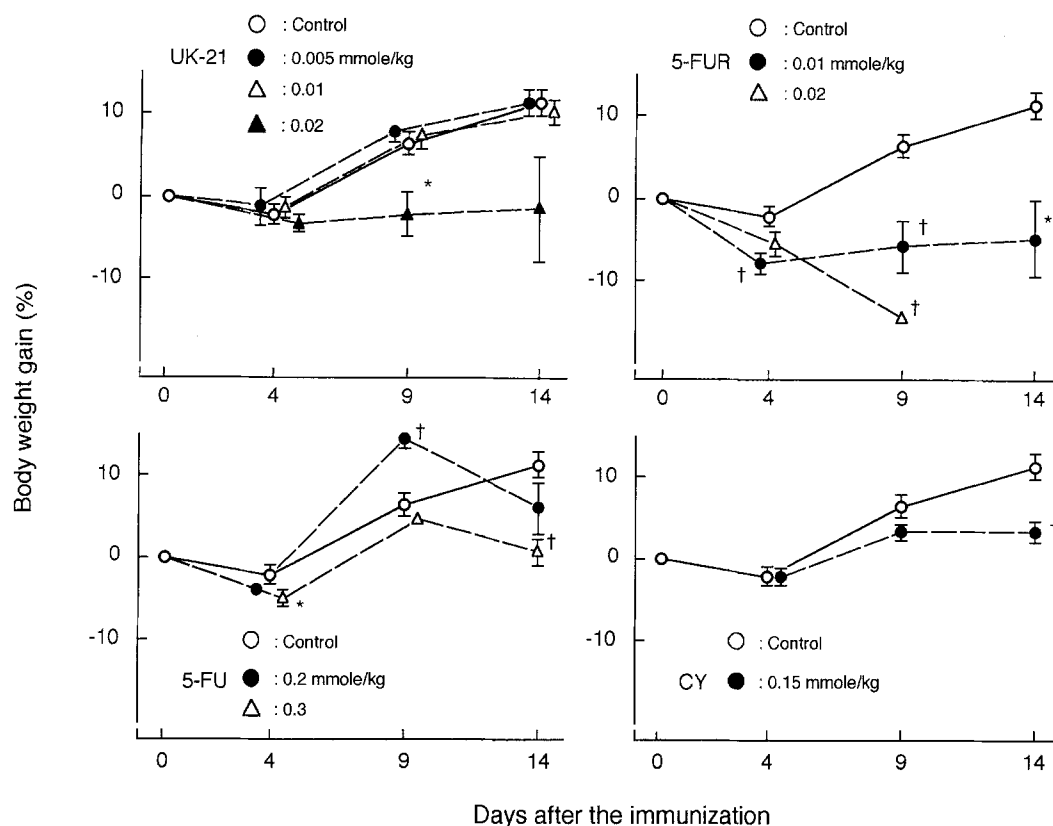 ○ : Control
UK-21 ● : 0.005 mmole/kg
△ : 0.01
▲ : 0.02
10
0
-10
*
0 4 9 14
○ : Control
5-FUR ● : 0.01 mmole/kg
△ : 0.02
10
0
-10
† † † *
0 4 9 14
Body weight gain (%)
10
0
-10
† † *
○ : Control
5-FU ● : 0.2 mmole/kg
△ : 0.3
0 4 9 14
10
0
-10
○ : Control
CY ● : 0.15 mmole/kg
0 4 9 14
Days after the immunization